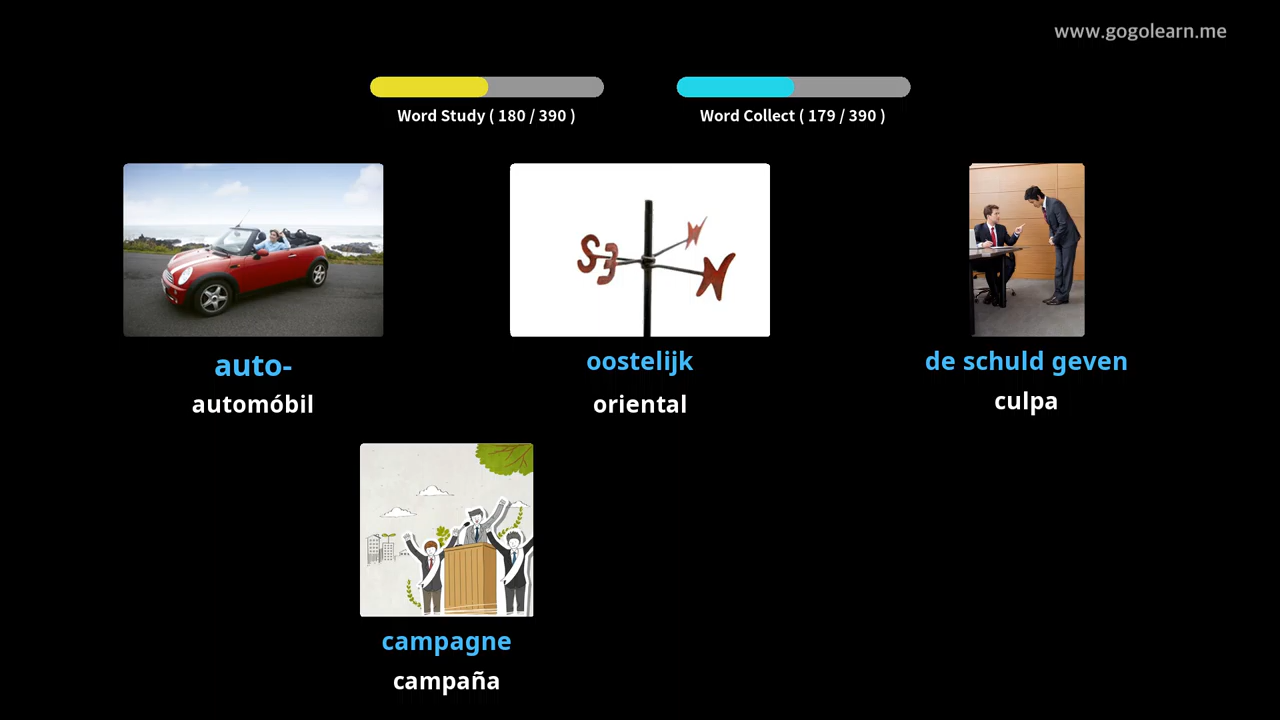 www.gogolearn.me
Word Study ( 180 / 390 )
Word Collect ( 179 / 390 )
S
E
N
W
auto-
automóbil
oostelijk
oriental
de schuld geven
culpa
campagne
campaña